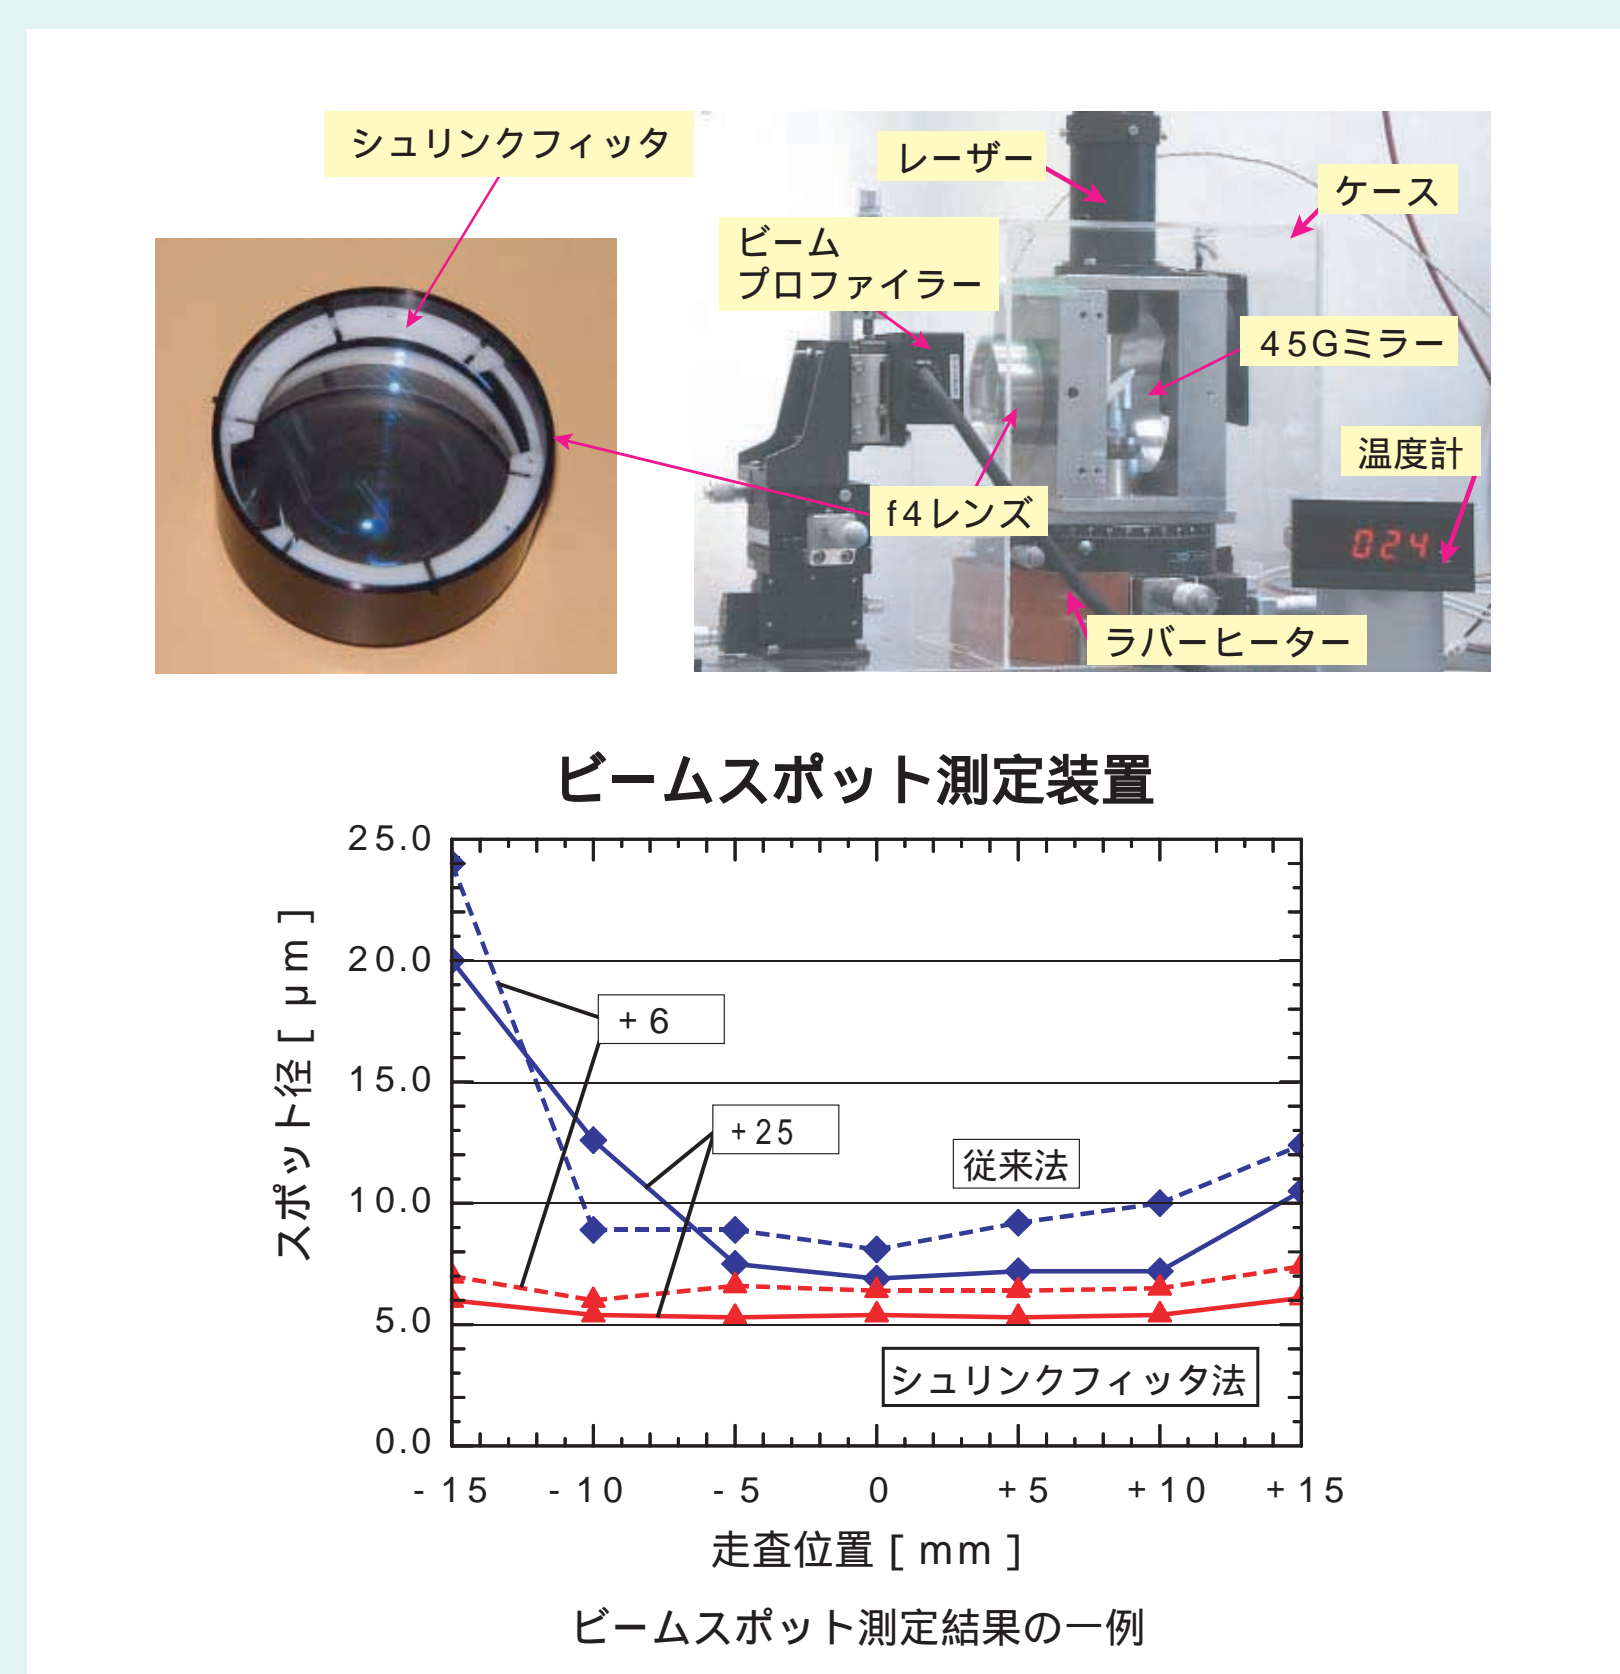 シュリンクフィッタ
レーザー
ケース
ビーム
プロファイラー
45Gミラー
温度計
f4レンズ
024
ラバーヒーター
ビームスポット測定装置
スポット径[μm]
25.0
20.0
15.0
10.0
5.0
0.0
+6
+25
従来法
シュリンクフィッタ法
-15 -10 -5 0 +5 +10 +15
走査位置[mm]
ビームスポット測定結果の一例